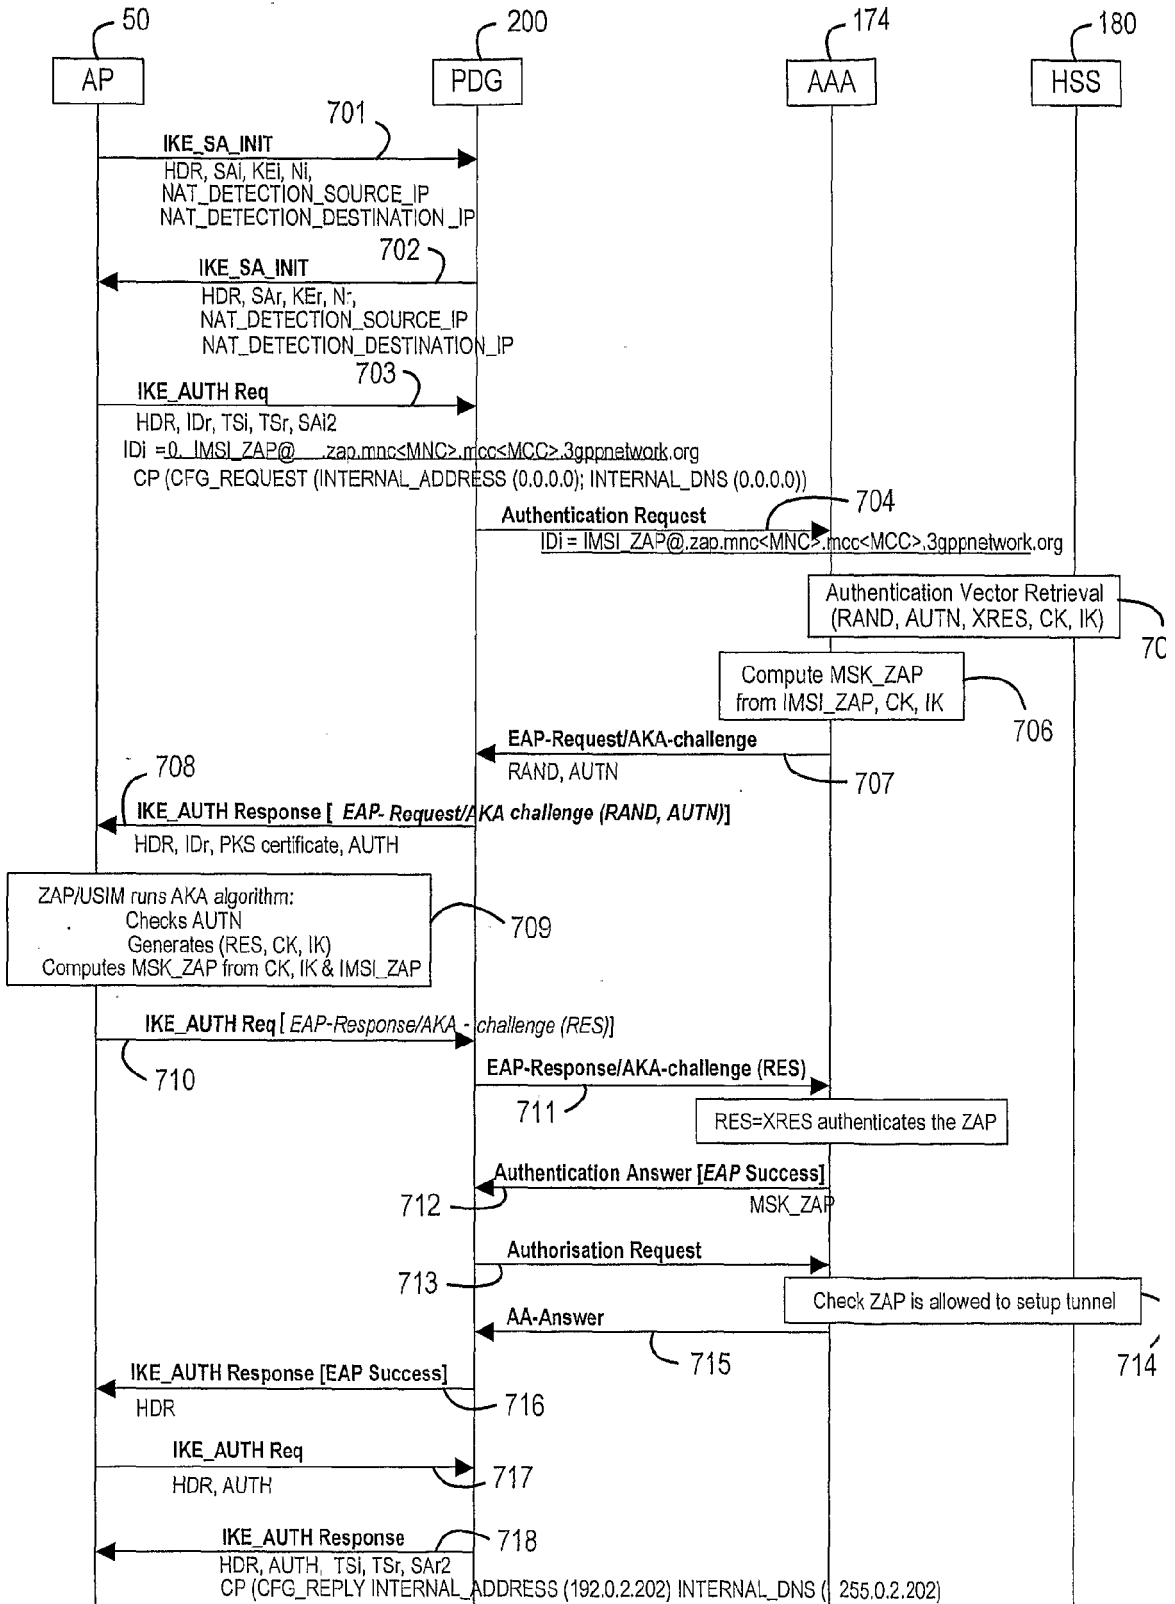 50
200
174
180
AP
PDG
AAA
HSS
701
IKE_SA_INIT
HDR, SAi, KEi, Ni,
NAT_DETECTION_SOURCE_IP
NAT_DETECTION_DESTINATION _IP
702
IKE_SA_INIT
HDR, SAr, KEr, Nr,
NAT_DETECTION_SOURCE_IP
NAT_DETECTION_DESTINATION_IP
703
IKE_AUTH Req
HDR, IDr, TSi, TSr, SAi2
IDi =0. IMSI_ZAP@ .zap.mnc<MNC>.mcc<MCC>.3gppnetwork.org
CP (CFG_REQUEST (INTERNAL_ADDRESS (0.0.0.0); INTERNAL_DNS (0.0.0.0))
704
Authentication Request
IDi = IMSI_ZAP@.zap.mnc<MNC>.mcc<MCC>.3gppnetwork.org
Authentication Vector Retrieval
(RAND, AUTN, XRES, CK, IK)
70
Compute MSK_ZAP
from IMSI_ZAP, CK, IK
706
EAP-Request/AKA-challenge
RAND, AUTN
707
708
IKE_AUTH Response [ EAP- Request/AKA challenge (RAND, AUTN)]
HDR, IDr, PKS certificate, AUTH
ZAP/USIM runs AKA algorithm:
Checks AUTN
Generates (RES, CK, IK)
Computes MSK_ZAP from CK, IK & IMSI_ZAP
709
IKE_AUTH Req [ EAP-Response/AKA - challenge (RES)]
710
EAP-Response/AKA-challenge (RES)
711
RES=XRES authenticates the ZAP
Authentication Answer [EAP Success]
712
MSK_ZAP
Authorisation Request
713
Check ZAP is allowed to setup tunnel
714
AA-Answer
715
IKE_AUTH Response [EAP Success]
HDR
716
IKE_AUTH Req
HDR, AUTH
717
IKE_AUTH Response
718
HDR, AUTH, TSi, TSr, SAr2
CP (CFG_REPLY INTERNAL_ADDRESS (192.0.2.202) INTERNAL_DNS ( 255.0.2.202)